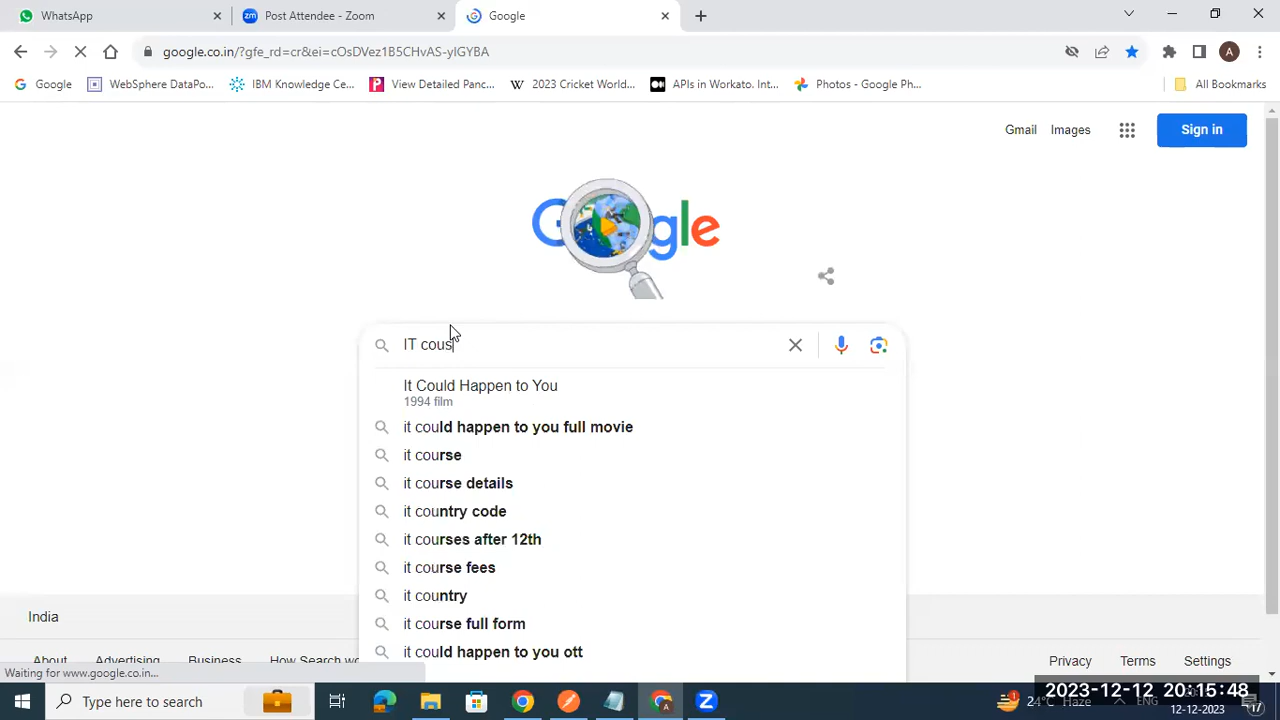 WhatsApp
Post Attendee - Zoom
Google
google.co.in/?gfe_rd=cr&ei=cOsDVez1B5CHvAS-yIGYBA
A
Google
WebSphere DataPo...
IBM Knowledge Ce...
View Detailed Panc...
2023 Cricket World...
APIs in Workato. Int...
Photos - Google Ph...
All Bookmarks
Gmail
Images
Sign in
gle
IT cous
It Could Happen to You
1994 film
it could happen to you full movie
it course
it course details
it country code
it courses after 12th
it course fees
it country
it course full form
it could happen to you ott
India
About
Advertising
Business
How Search
Privacy
Terms
Settings
Waiting for www.google.co.in...
Type here to search
24°C Haze
ENG
2023-12-12 20:15:48
12-12-2023
17